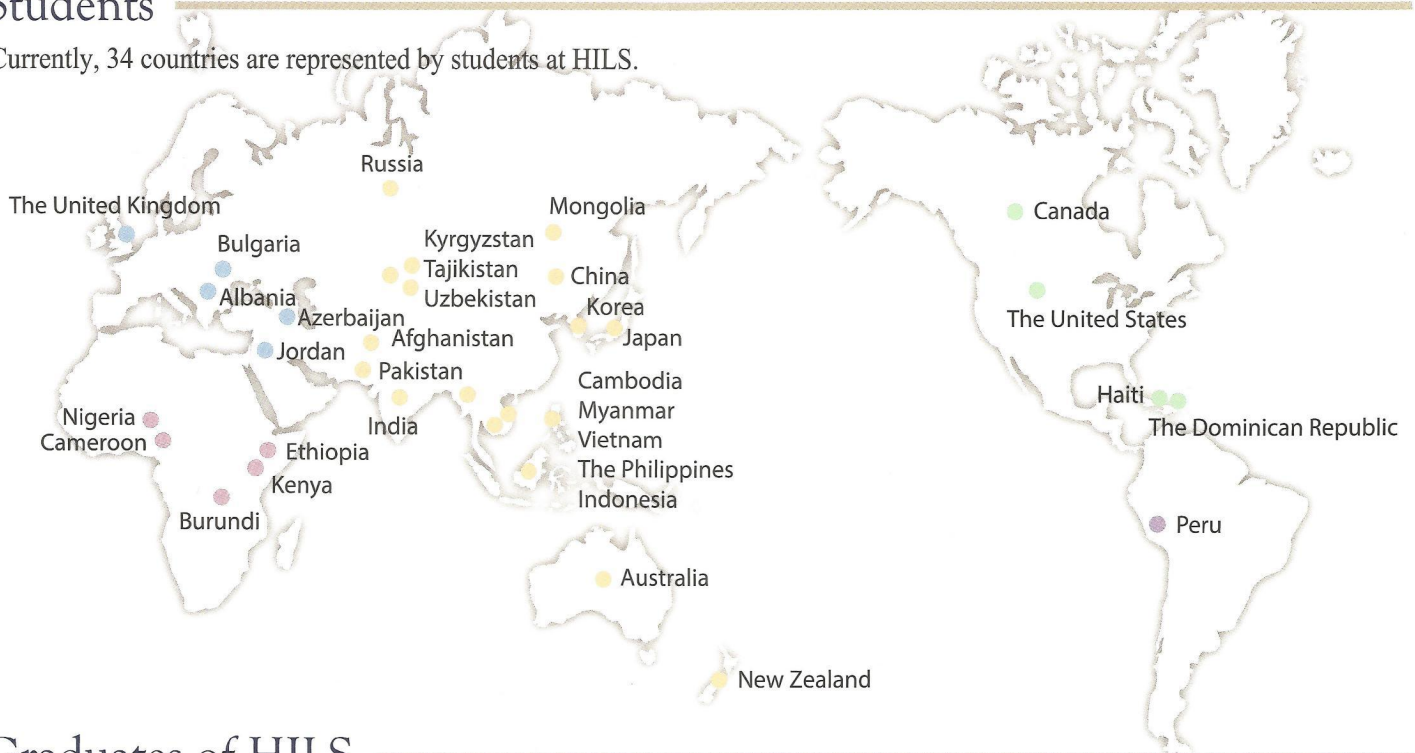 Students
Currently, 34 countries are represented by students at HILS.
Russia
The United Kingdom
Mongolia
Canada
Bulgaria
Kyrgyzstan
Tajikistan
China
Albania
Uzbekistan
Korea
Azerbaijan
The United States
Afghanistan
Japan
Jordan
Pakistan
Cambodia
Haiti
Myanmar
Nigeria
India
The Dominican Republic
Cameroon
Vietnam
Ethiopia
The Philippines
Kenya
Indonesia
Burundi
Peru
Australia
New Zealand
Graduates of HILS